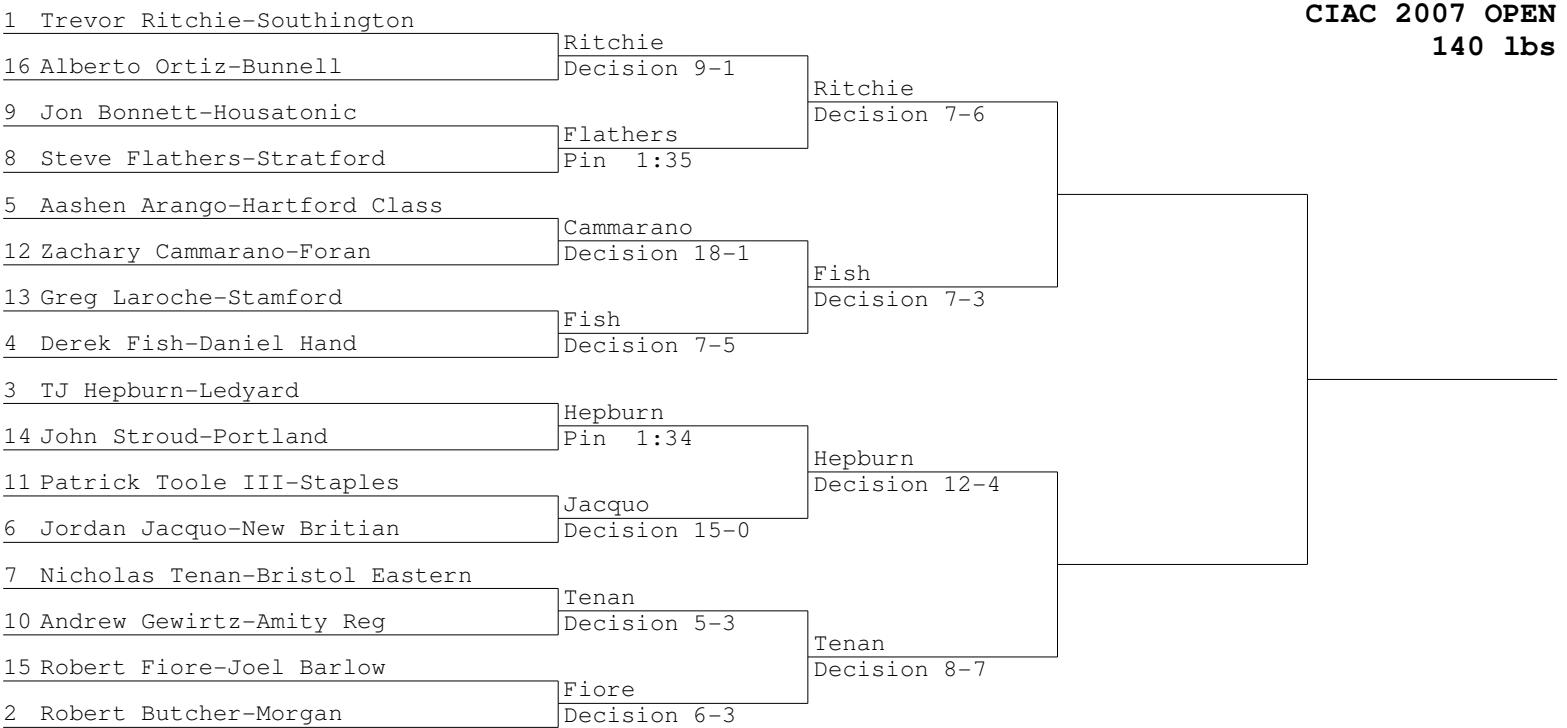 CIAC 2007 OPEN
140 lbs
1 Trevor Ritchie-Southington
16 Alberto Ortiz-Bunnell
9 Jon Bonnett-Housatonic
8 Steve Flathers-Stratford
5 Aashen Arango-Hartford Class
12 Zachary Cammarano-Foran
13 Greg Laroche-Stamford
4 Derek Fish-Daniel Hand
3 TJ Hepburn-Ledyard
14 John Stroud-Portland
11 Patrick Toole III-Staples
6 Jordan Jacquo-New Britian
7 Nicholas Tenan-Bristol Eastern
10 Andrew Gewirtz-Amity Reg
15 Robert Fiore-Joel Barlow
2 Robert Butcher-Morgan
Ritchie
Decision 9-1
Flathers
Pin 1:35
Cammarano
Decision 18-1
Fish
Decision 7-5
Hepburn
Pin 1:34
Jacquo
Decision 15-0
Tenan
Decision 5-3
Fiore
Decision 6-3
Ritchie
Decision 7-6
Fish
Decision 7-3
Hepburn
Decision 12-4
Tenan
Decision 8-7